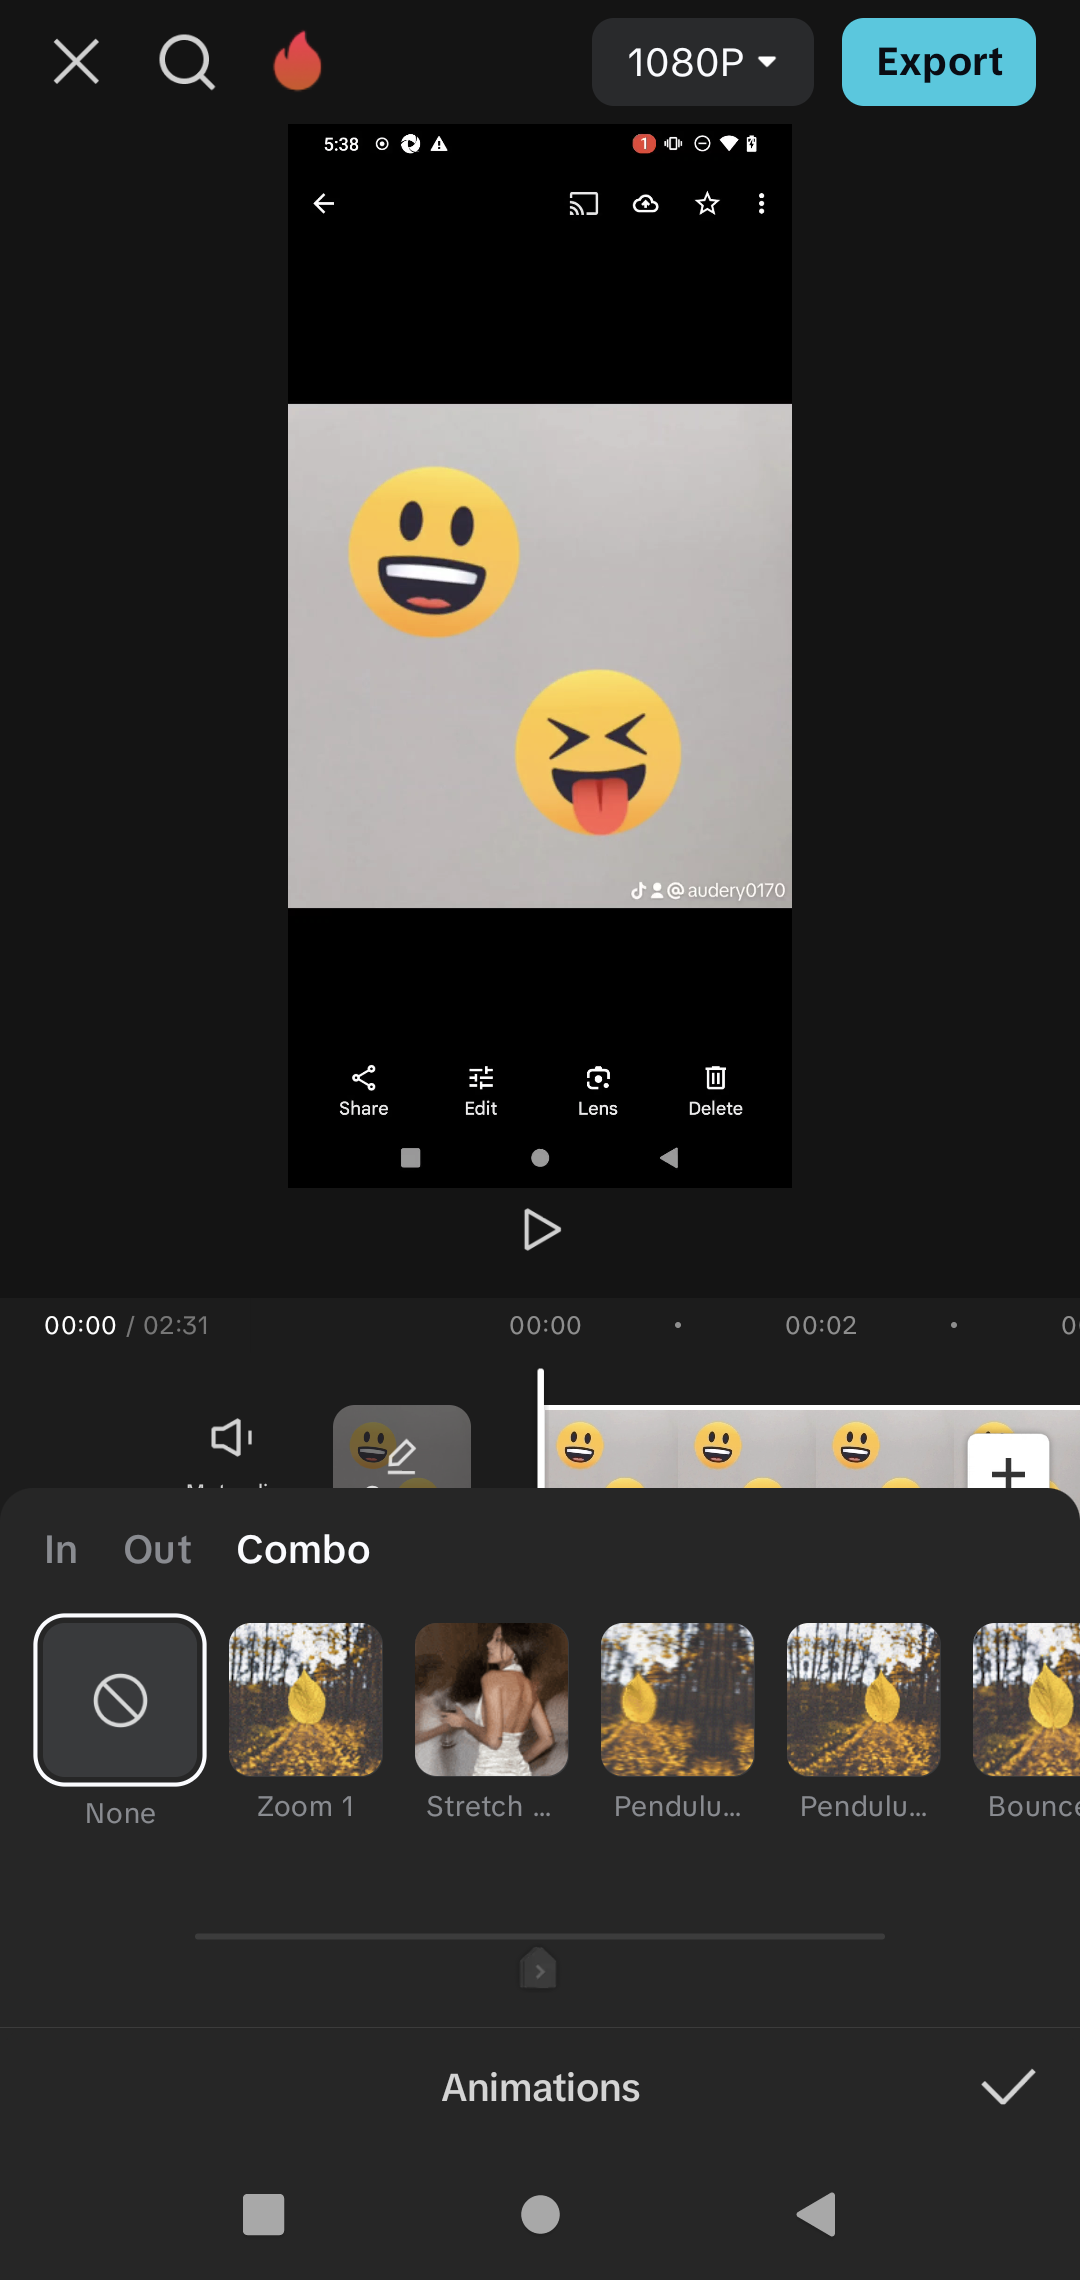 1080P
Export
5:38
1
@audery0170
Share
Edit
Lens
Delete
00:00 / 02:31
00:00
00:02
In
Out
Combo
None
Zoom 1
Stretch ...
Pendulu...
Pendulu...
Bounce
Animations